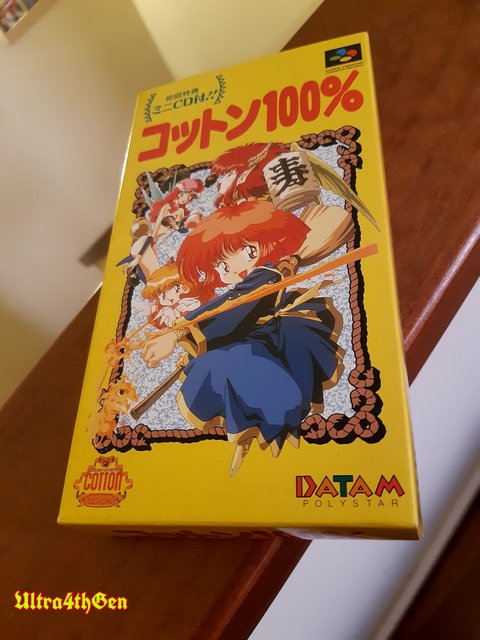 初回特典
ミニCD付!!
コットン100%
寿
COTTON
DATAM
POLYSTAR
Ultra4thGen